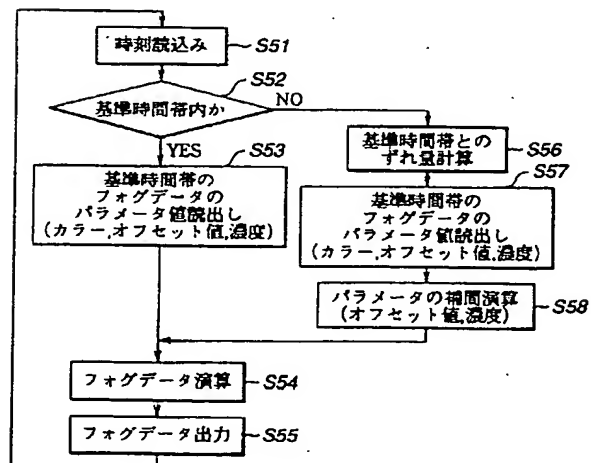 時刻読込み
S51
S52
基準時間帯内か
NO
YES
S53
基準時間帯の
フォグデータの
パラメータ値読出し
(カラー,オフセット値,濃度)
基準時間帯との
ずれ量計算
S56
S57
基準時間帯の
フォグデータの
パラメータ値読出し
(カラー,オフセット値,濃度)
パラメータの補間演算
(オフセット値,濃度)
S58
フォグデータ演算
S54
フォグデータ出力
S55